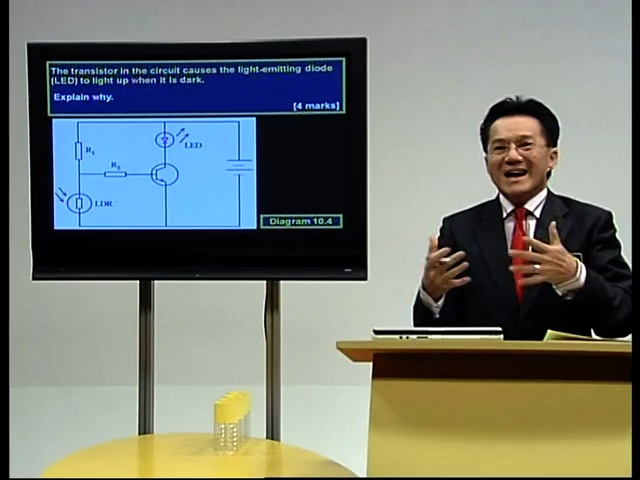 The transistor in the circuit causes the light-emitting diode
(LED) to light up when it is dark.
Explain why.
[4 marks]
LED
R1
R2
LDR
Diagram 10.4